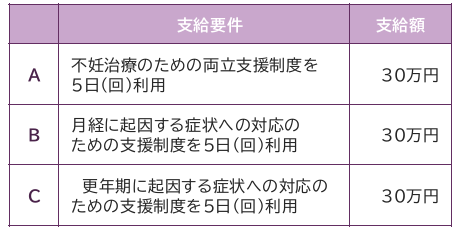 支給要件 支給額
A 不妊治療のための両立支援制度を
５日（回）利用 ３０万円
B 月経に起因する症状への対応の
ための支援制度を５日（回）利用 ３０万円
C 更年期に起因する症状への対応の
ための支援制度を５日（回）利用 ３０万円